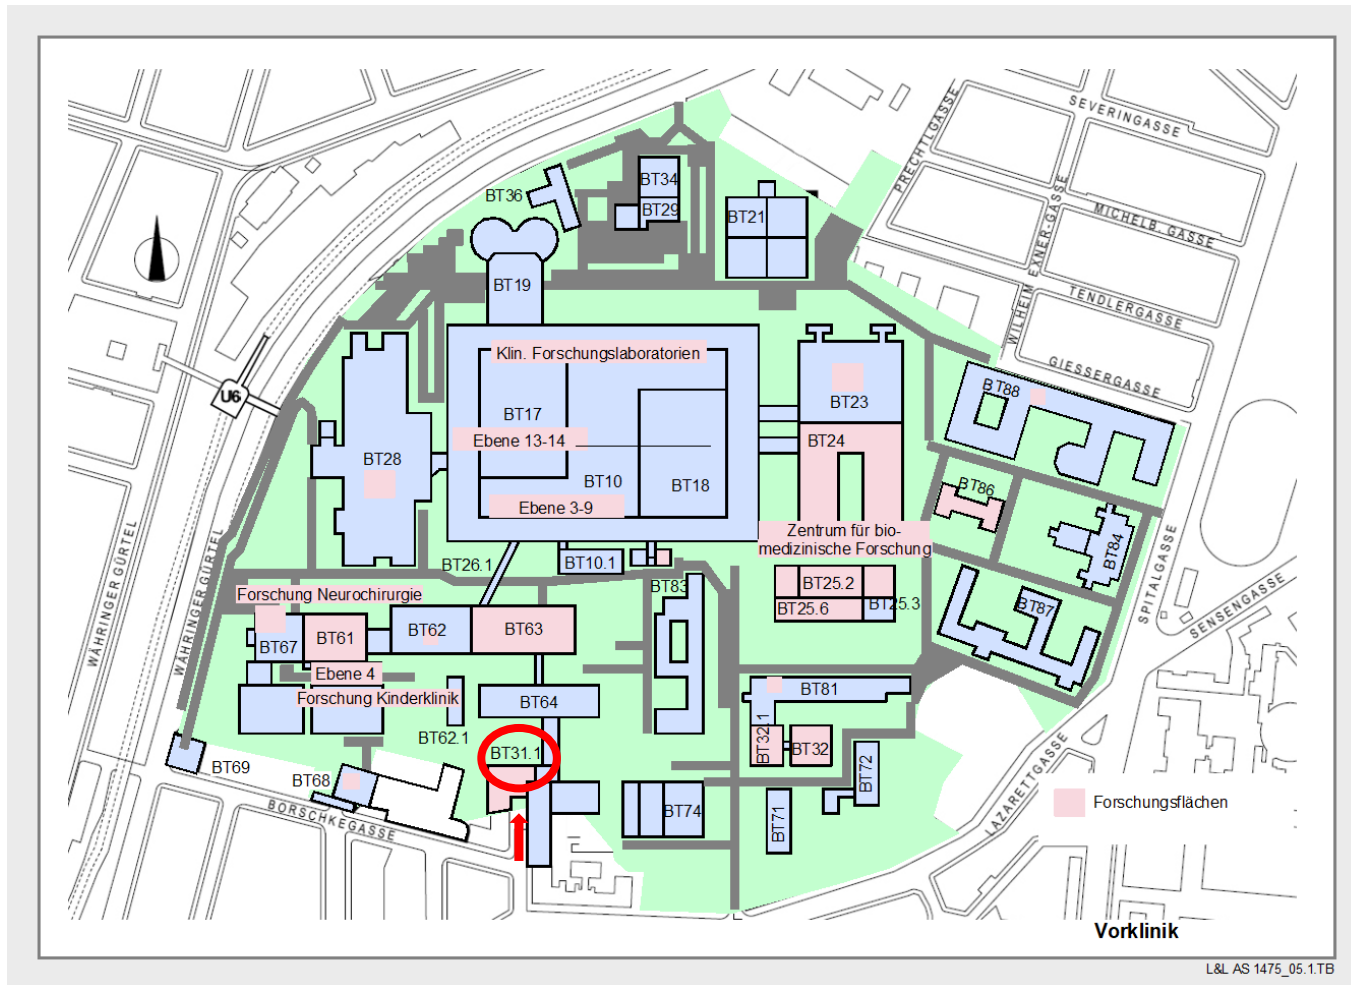 SEVERINGASSE
PRECHTLGASSE
BT34
BT36
BT29
BT21
MICHELB. GASSE
WILHELM EXNER-GASSE
BT19
TENDLERGASSE
Klin. Forschungslaboratorien
GIESSERGASSE
U6
BT88
BT17
BT23
Ebene 13-14
BT24
BT28
BT10
BT18
BT86
Ebene 3-9
Zentrum für bio-
medizinische Forschung
BT84
WÄHRINGER GÜRTEL
WÄHRINGER GÜRTEL
BT26.1
BT10.1
BT83
BT25.2
SPITALGASSE
SENSENGASSE
Forschung Neurochirurgie
BT25.6
BT25.3
BT87
BT67
BT61
BT62
BT63
Ebene 4
Forschung Kinderklinik
BT64
BT81
BT62.1
BT31.1
BT32.1
BT32
BT69
BT68
BT72
LAZARETTGASSE
BORSCHKEGASSE
BT74
BT71
Forschungsflächen
Vorklinik
L&L AS 1475_05.1.TB